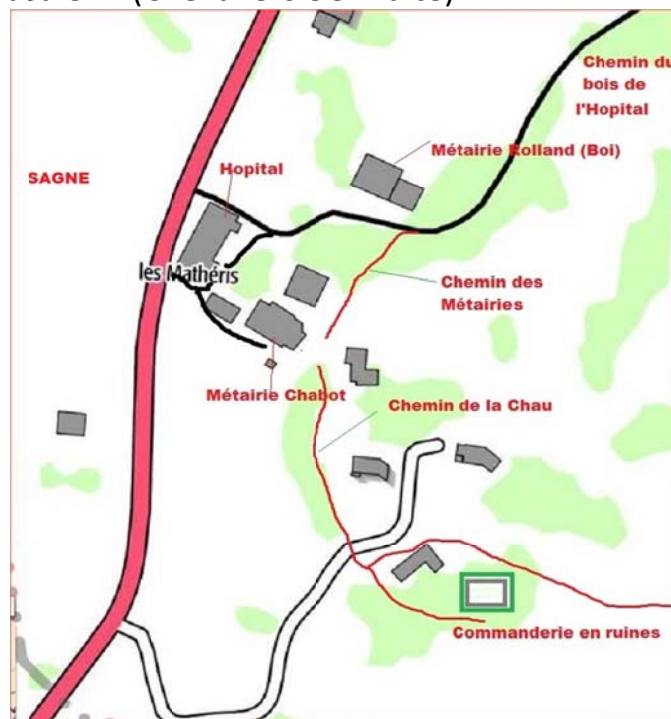 Chemin du
bois de
l'Hopital
Métairie Rolland (Boi)
Hopital
SAGNE
les Mathéris
Chemin des
Métairies
Métairie Chabot
Chemin de la Chau
Commanderie en ruines